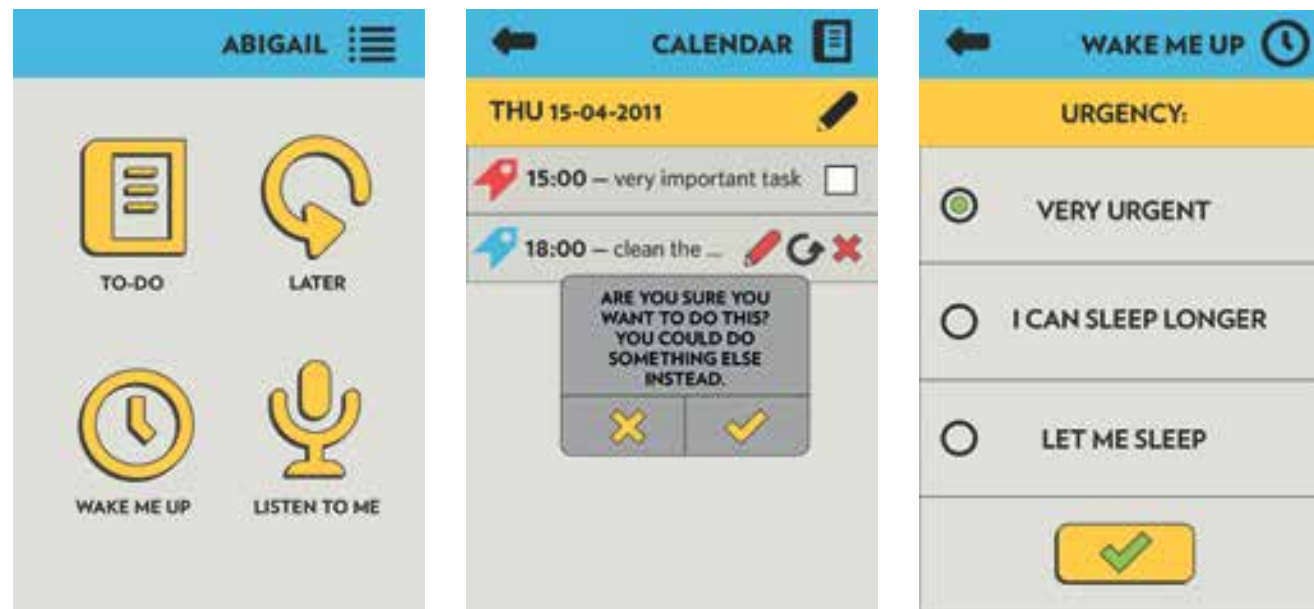 ABIGAIL
TO-DO
LATER
WAKE ME UP
LISTEN TO ME
CALENDAR
THU 15-04-2011
15:00 – very important task
18:00 – clean the ...
ARE YOU SURE YOU
WANT TO DO THIS?
YOU COULD DO
SOMETHING ELSE
INSTEAD.
WAKE ME UP
URGENCY:
VERY URGENT
I CAN SLEEP LONGER
LET ME SLEEP